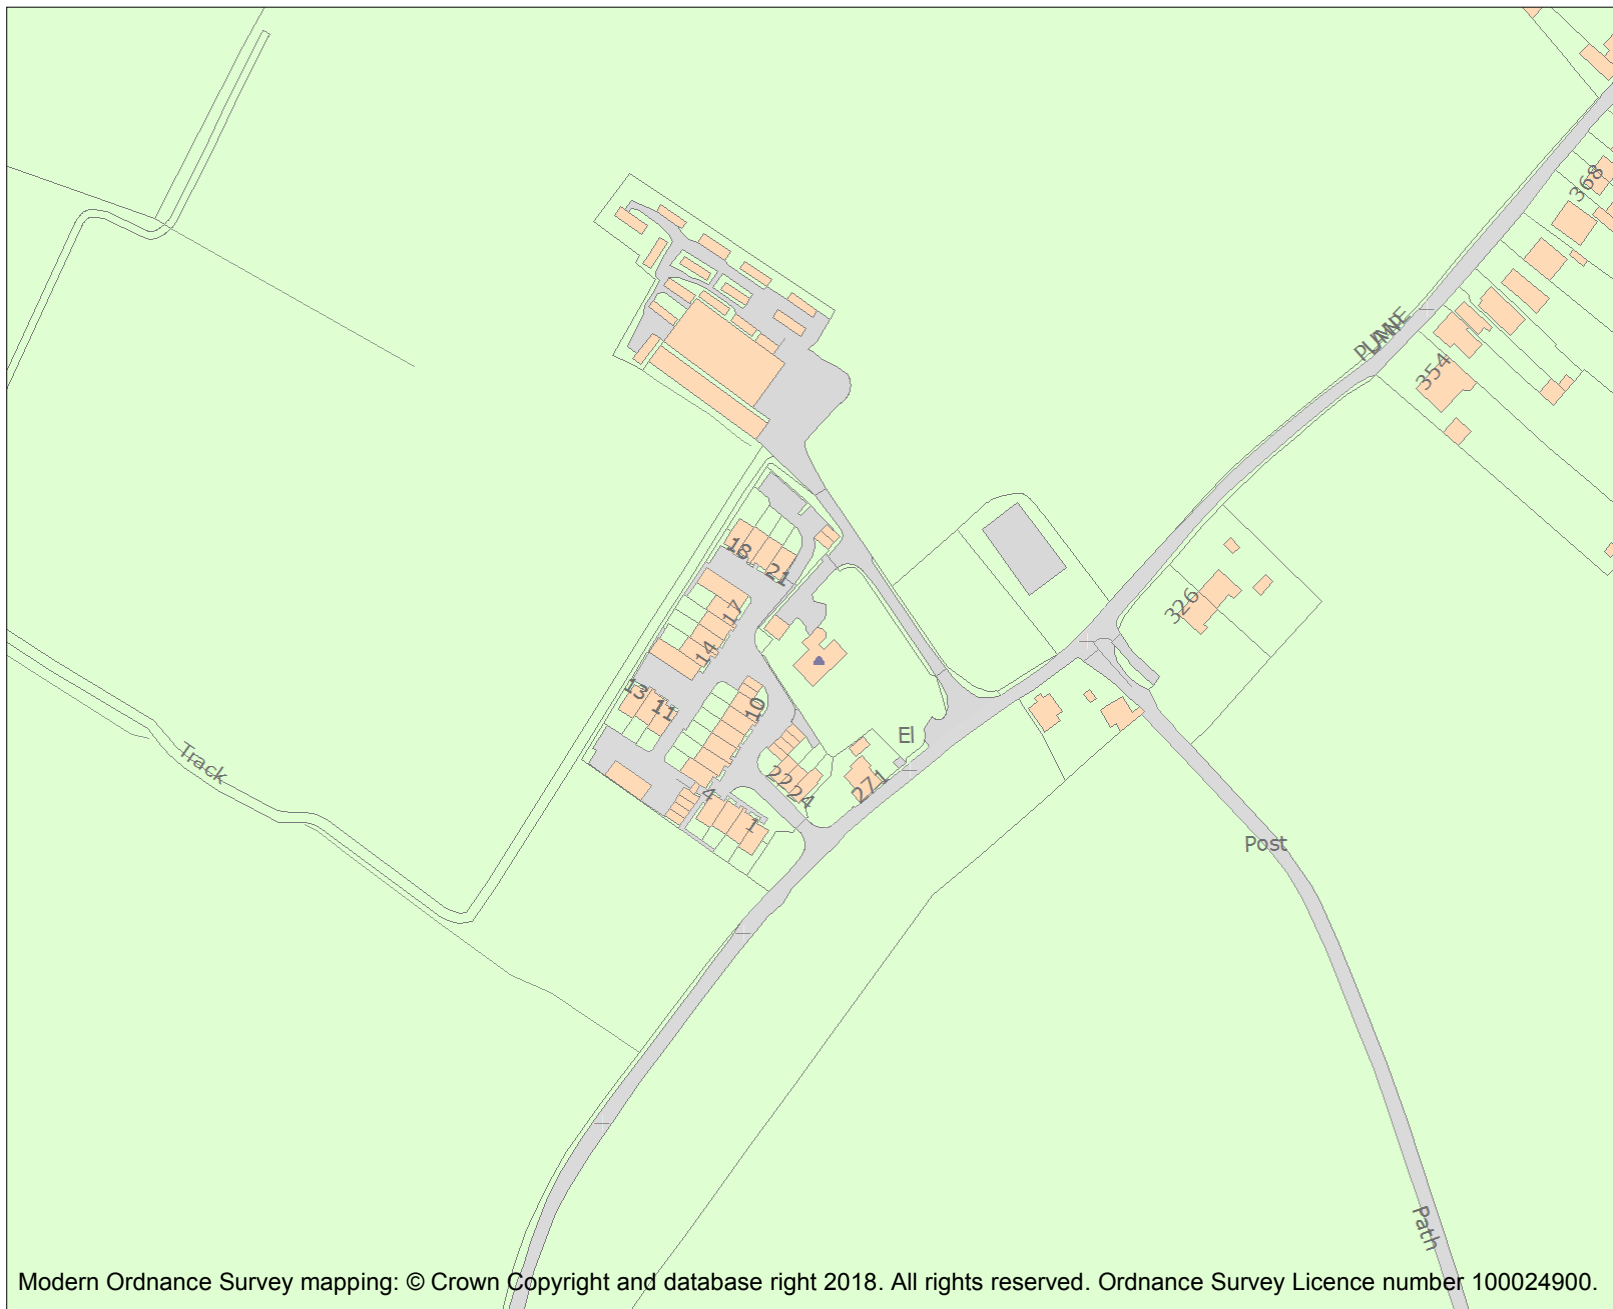 368
PLUMPE LANE
354
18
21
326
17
14
13
11
10
El
22
24
271
4
1
Track
Post
Path
Modern Ordnance Survey mapping: © Crown Copyright and database right 2018. All rights reserved. Ordnance Survey Licence number 100024900.